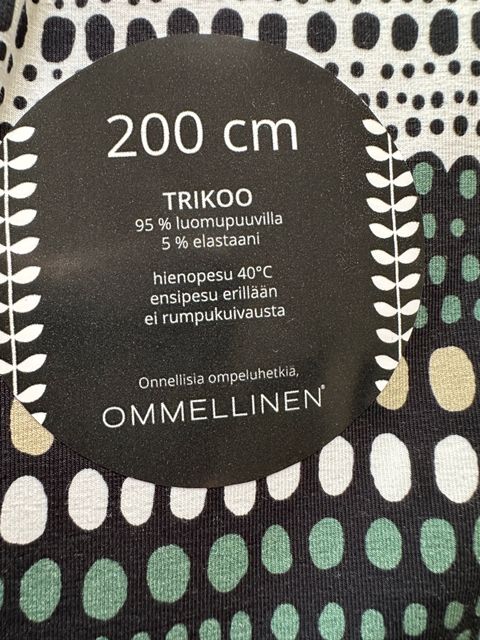 200 cm
TRIKOO
95 % luomupuuvilla
5 % elastaani
hienopesu 40°C
ensipesu erillään
ei rumpukuivausta
Onnellisia ompeluhetkiä,
OMMELLINEN®